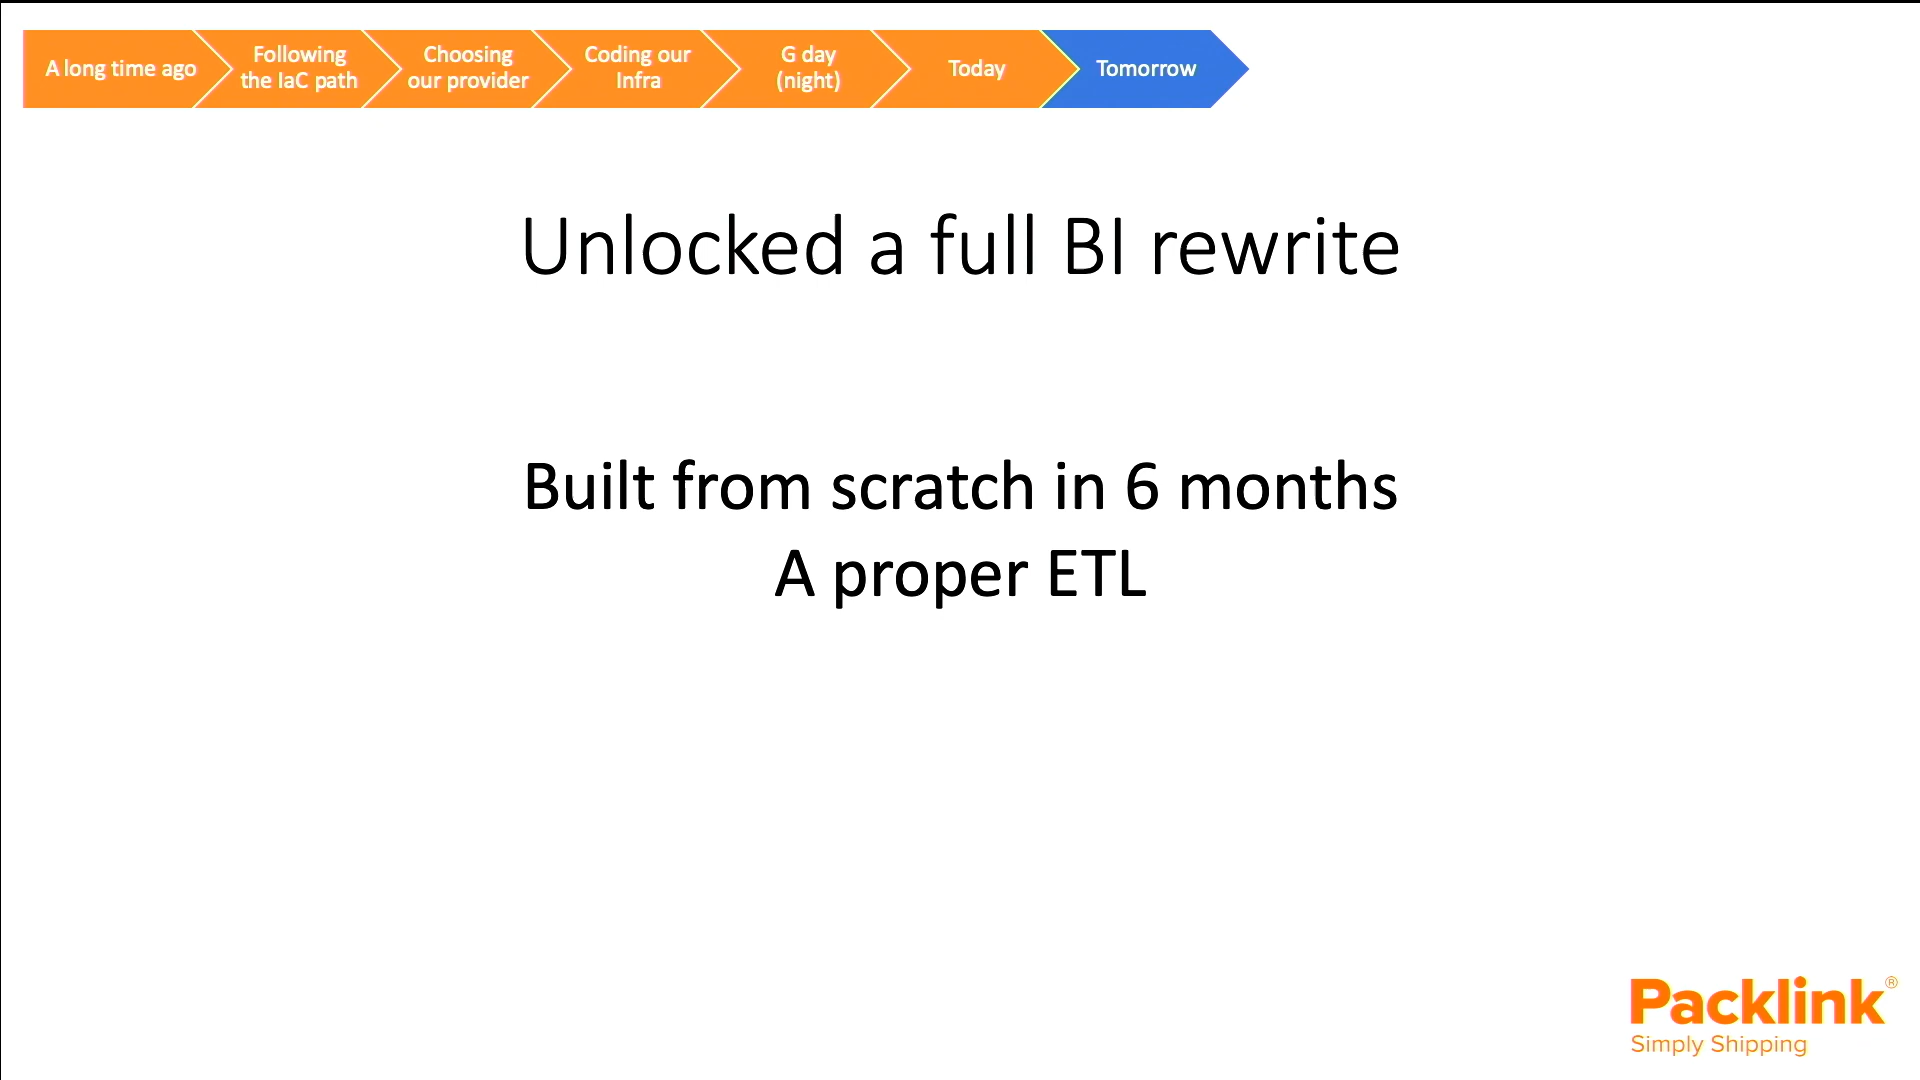 A long time ago
Following
the IaC path
Choosing
our provider
Coding our
Infra
G day
(night)
Today
Tomorrow
Unlocked a full BI rewrite
Built from scratch in 6 months
A proper ETL
Packlink®
Simply Shipping